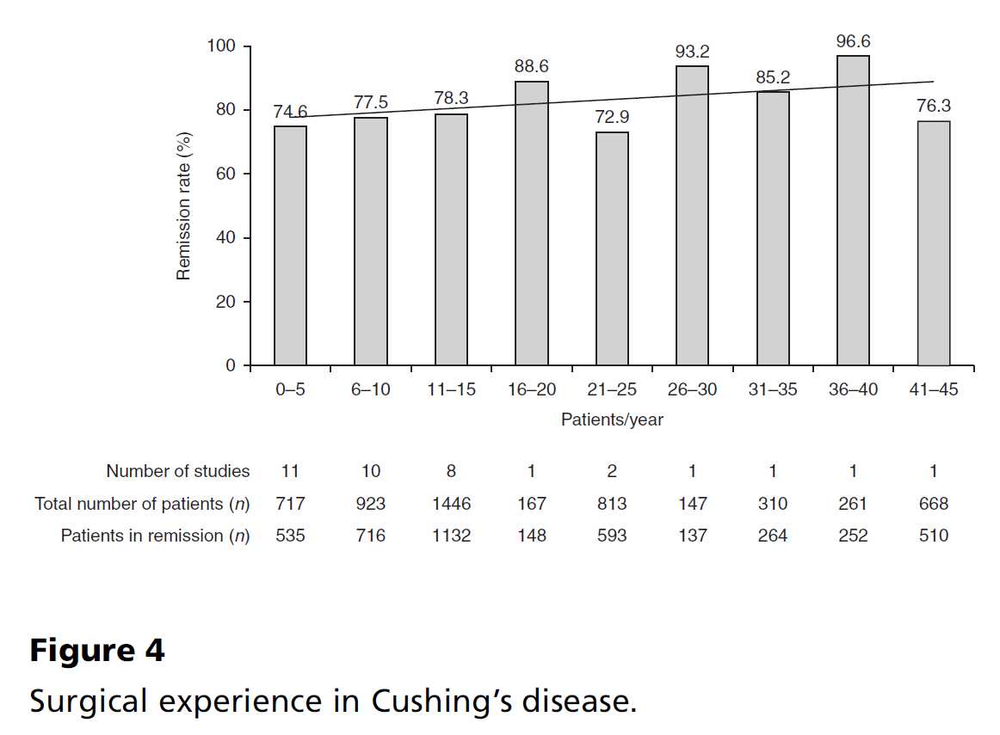 100
80
60
40
20
0
Remission rate (%)
74.6 77.5 78.3 88.6 72.9 93.2 85.2 96.6 76.3
0–5 6–10 11–15 16–20 21–25 26–30 31–35 36–40 41–45
Patients/year
Number of studies 11 10 8 1 2 1 1 1 1
Total number of patients (n) 717 923 1446 167 813 147 310 261 668
Patients in remission (n) 535 716 1132 148 593 137 264 252 510
Figure 4
Surgical experience in Cushing’s disease.